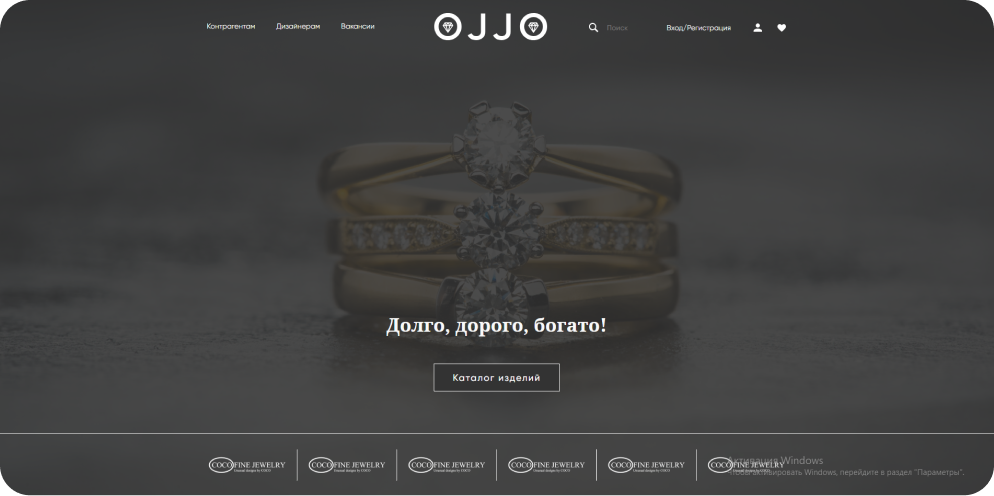 Контрагентам Дизайнерам Вакансии OJJO Поиск Вход/Регистрация
Долго, дорого, богато!
Каталог изделий
COCO FINE JEWELRY COCO FINE JEWELRY COCO FINE JEWELRY COCO FINE JEWELRY COCO FINE JEWELRY COCO FINE JEWELRY
Активация Windows
Чтобы активировать Windows, перейдите в раздел "Параметры".